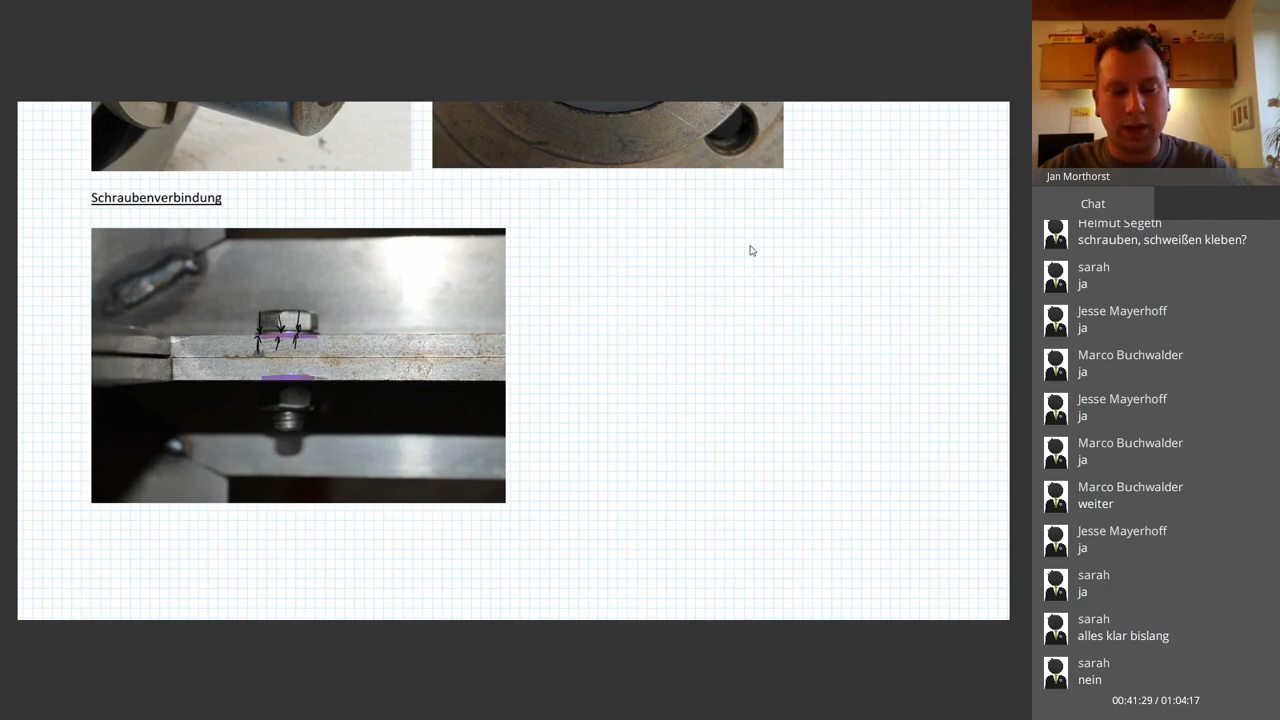 Schraubenverbindung
Jan Morthorst
Chat
Helmut Segeth
schrauben, schweißen kleben?
sarah
ja
Jesse Mayerhoff
ja
Marco Buchwalder
ja
Jesse Mayerhoff
ja
Marco Buchwalder
ja
Marco Buchwalder
weiter
Jesse Mayerhoff
ja
sarah
ja
sarah
alles klar bislang
sarah
nein
00:41:29 / 01:04:17